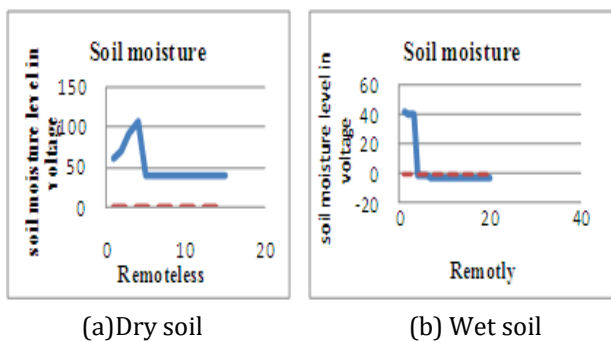 Soil moisture
soil moisture level in
voltage
150
100
50
0
0 10 20
Remoteless
(a)Dry soil
Soil moisture
soil moisture level in
voltage
60
40
20
0
-20
0 20 40
Remotly
(b) Wet soil